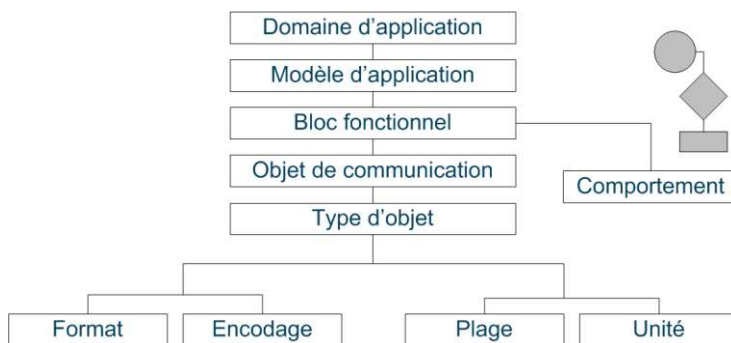 Domaine d’application
Modèle d’application
Bloc fonctionnel
Objet de communication
Comportement
Type d’objet
Format
Encodage
Plage
Unité